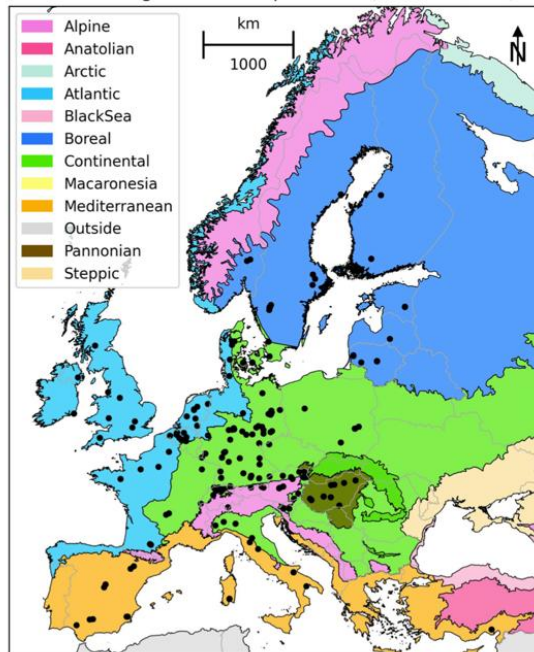 km
1000
N
Alpine
Anatolian
Arctic
Atlantic
BlackSea
Boreal
Continental
Macaronesia
Mediterranean
Outside
Pannonian
Steppic